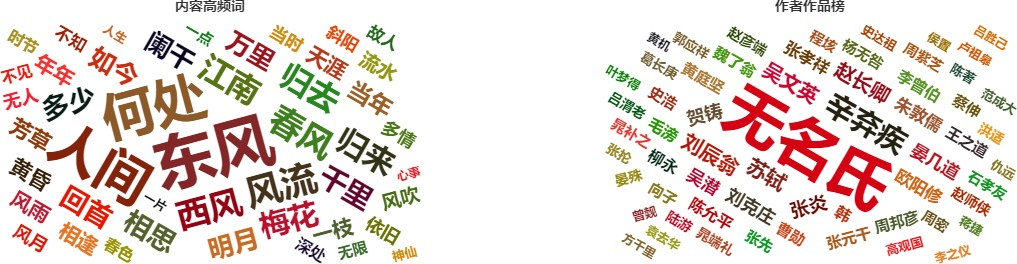 内容高频词
作者作品榜
时节
不知
人生
一点
当时
斜阳
故人
不见
年年
如今
阑干
万里
天涯
流水
无人
多少
何处
江南
归去
当年
芳草
人间
东风
春风
归来
多情
黄昏
一片
风流
千里
心事
风雨
回首
相思
西风
梅花
风吹
风月
相逢
春色
明月
深处
一枝
无限
依旧
神仙
黄机
郭应祥
赵彦端
程垓
史达祖
侯置
吕胜己
葛长庚
魏了翁
张孝祥
杨无咎
周紫芝
卢祖皋
叶梦得
史浩
黄庭坚
吴文英
赵长卿
李曾伯
陈著
范成大
吕渭老
贺铸
无名氏
辛弃疾
朱敦儒
蔡伸
洪适
晁补之
毛滂
刘辰翁
王之道
仇远
张抡
柳永
苏轼
晏几道
石孝友
晏殊
向子
吴潜
刘克庄
张炎
欧阳修
赵师侠
曾觌
陆游
陈允平
韩
周邦彦
周密
蒋捷
袁去华
晁端礼
张先
曹勋
张元干
高观国
李之仪
方千里